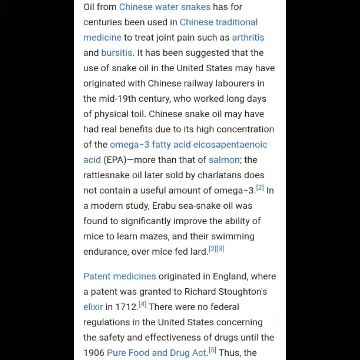 Oil from Chinese water snakes has for
centuries been used in Chinese traditional
medicine to treat joint pain such as arthritis
and bursitis. It has been suggested that the
use of snake oil in the United States may have
originated with Chinese railway labourers in
the mid-19th century, who worked long days
of physical toil. Chinese snake oil may have
had real benefits due to its high concentration
of the omega−3 fatty acid eicosapentaenoic
acid (EPA)—more than that of salmon; the
rattlesnake oil later sold by charlatans does
not contain a useful amount of omega−3.[2] In
a modern study, Erabu sea-snake oil was
found to significantly improve the ability of
mice to learn mazes, and their swimming
endurance, over mice fed lard.[2][3]
Patent medicines originated in England, where
a patent was granted to Richard Stoughton's
elixir in 1712.[4] There were no federal
regulations in the United States concerning
the safety and effectiveness of drugs until the
1906 Pure Food and Drug Act.[5] Thus, the